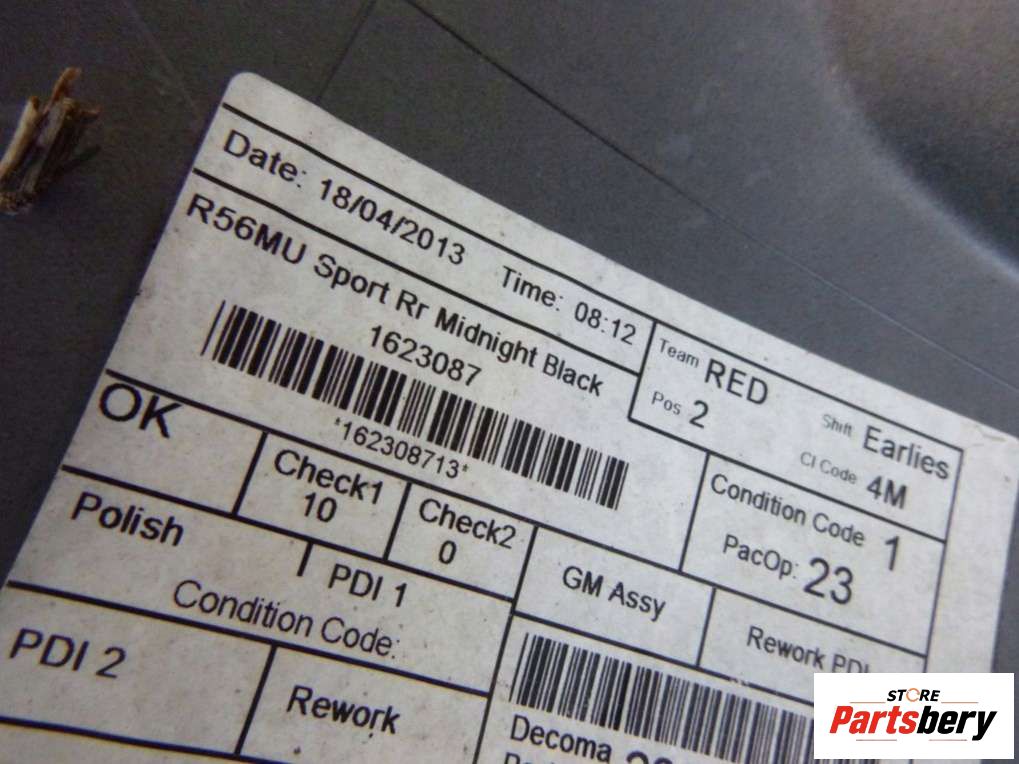 Date: 18/04/2013 Time: 08:12
Team RED Shift Earlies
Pos 2 CI Code 4M
R56MU Sport Rr Midnight Black
1623087
*162308713*
OK
Check1
10
Check2
0
Condition Code 1
PacOp: 23
Polish
PDI 1
GM Assy
Rework PDI
Condition Code:
PDI 2
Rework
Decoma
STORE
Partsbery